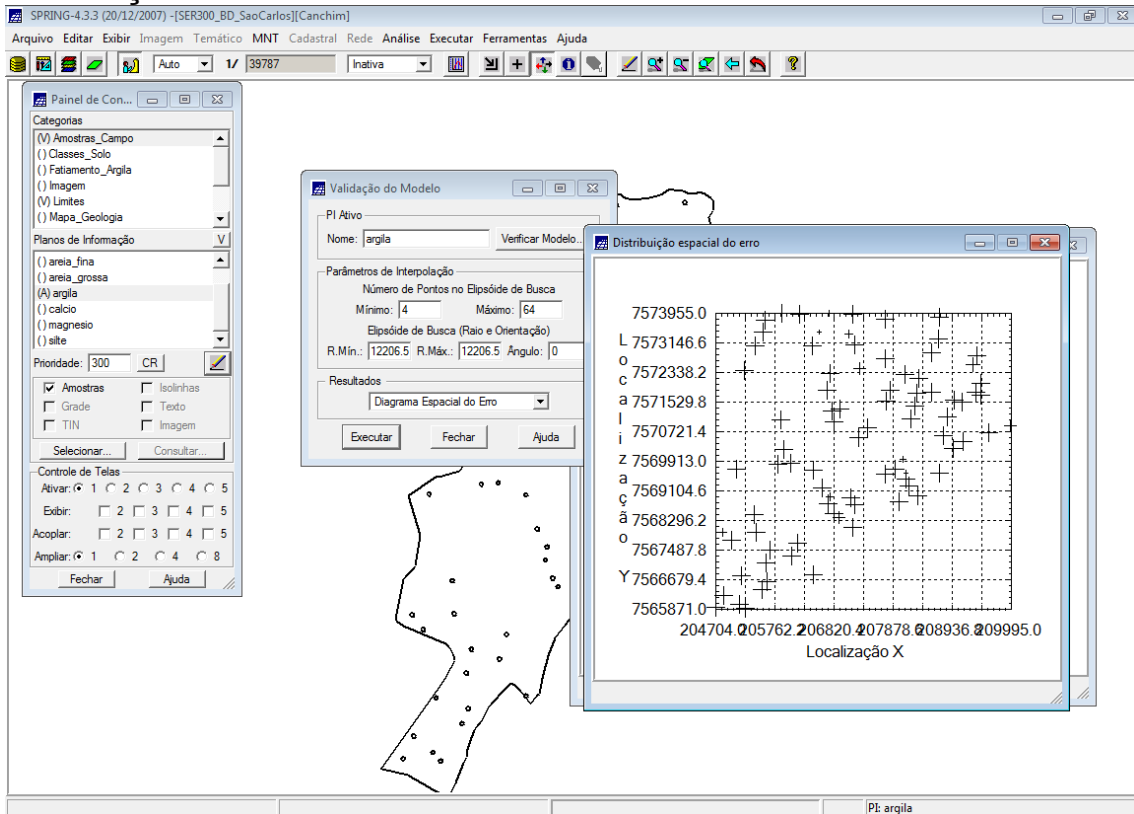 SPRING-4.3.3 (20/12/2007) -[SER300_BD_SaoCarlos][Canchim]
Arquivo Editar Exibir Imagem Temático MNT Cadastral Rede Análise Executar Ferramentas Ajuda
Auto 1/ 39787 Inativa
Painel de Con...
Categorias
(V) Amostras_Campo
( ) Classes_Solo
( ) Fatiamento_Argila
( ) Imagem
(V) Limites
( ) Mapa_Geologia
Planos de Informação V
( ) areia_fina
( ) areia_grossa
(A) argila
( ) calcio
( ) magnesio
( ) silte
Prioridade: 300 CR
Amostras Isolinhas
Grade Texto
TIN Imagem
Selecionar... Consultar...
Controle de Telas
Ativar: 1 2 3 4 5
Exibir: 2 3 4 5
Acoplar: 2 3 4 5
Ampliar: 1 2 4 8
Fechar Ajuda
Validação do Modelo
PI Ativo
Nome: argila Verificar Modelo...
Parâmetros de Interpolação
Número de Pontos no Elipsóide de Busca
Mínimo: 4 Máximo: 64
Elipsóide de Busca (Raio e Orientação)
R.Mín.: 12206.5 R.Máx.: 12206.5 Ângulo: 0
Resultados
Diagrama Espacial do Erro
Executar Fechar Ajuda
Distribuição espacial do erro
Localização Y
7573955.0
7573146.6
7572338.2
7571529.8
7570721.4
7569913.0
7569104.6
7568296.2
7567487.8
7566679.4
7565871.0
204704.0 205762.2 206820.4 207878.6 208936.8 209995.0
Localização X
PI: argila